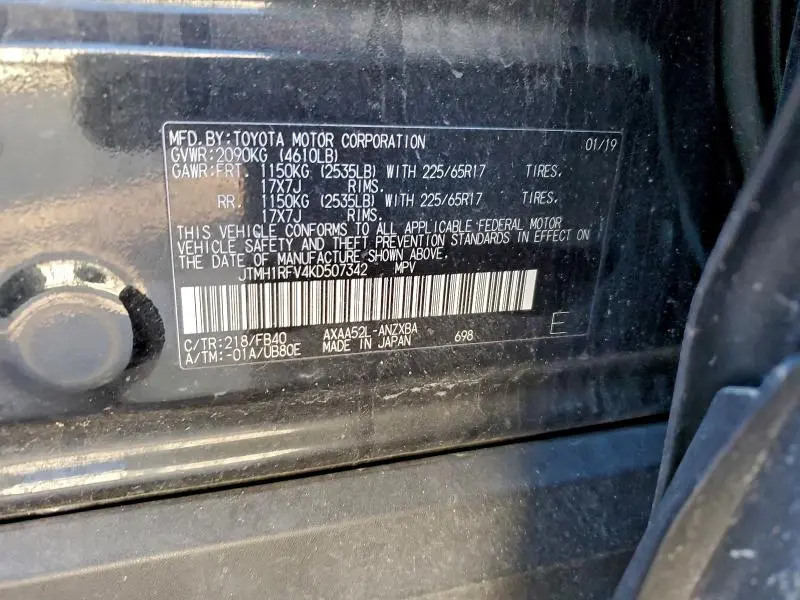 MFD. BY: TOYOTA MOTOR CORPORATION 01/19
GVWR: 2090KG (4610LB)
GAWR: FRT. 1150KG (2535LB) WITH 225/65R17 TIRES.
17X7J RIMS.
RR. 1150KG (2535LB) WITH 225/65R17 TIRES.
17X7J RIMS.
THIS VEHICLE CONFORMS TO ALL APPLICABLE FEDERAL MOTOR
VEHICLE SAFETY AND THEFT PREVENTION STANDARDS IN EFFECT ON
THE DATE OF MANUFACTURE SHOWN ABOVE.
JTMH1RFV4KD507342 MPV
C/TR: 218/FB40 AXAA52L-ANZXBA 698 E
A/TM: -01A/UB80E MADE IN JAPAN